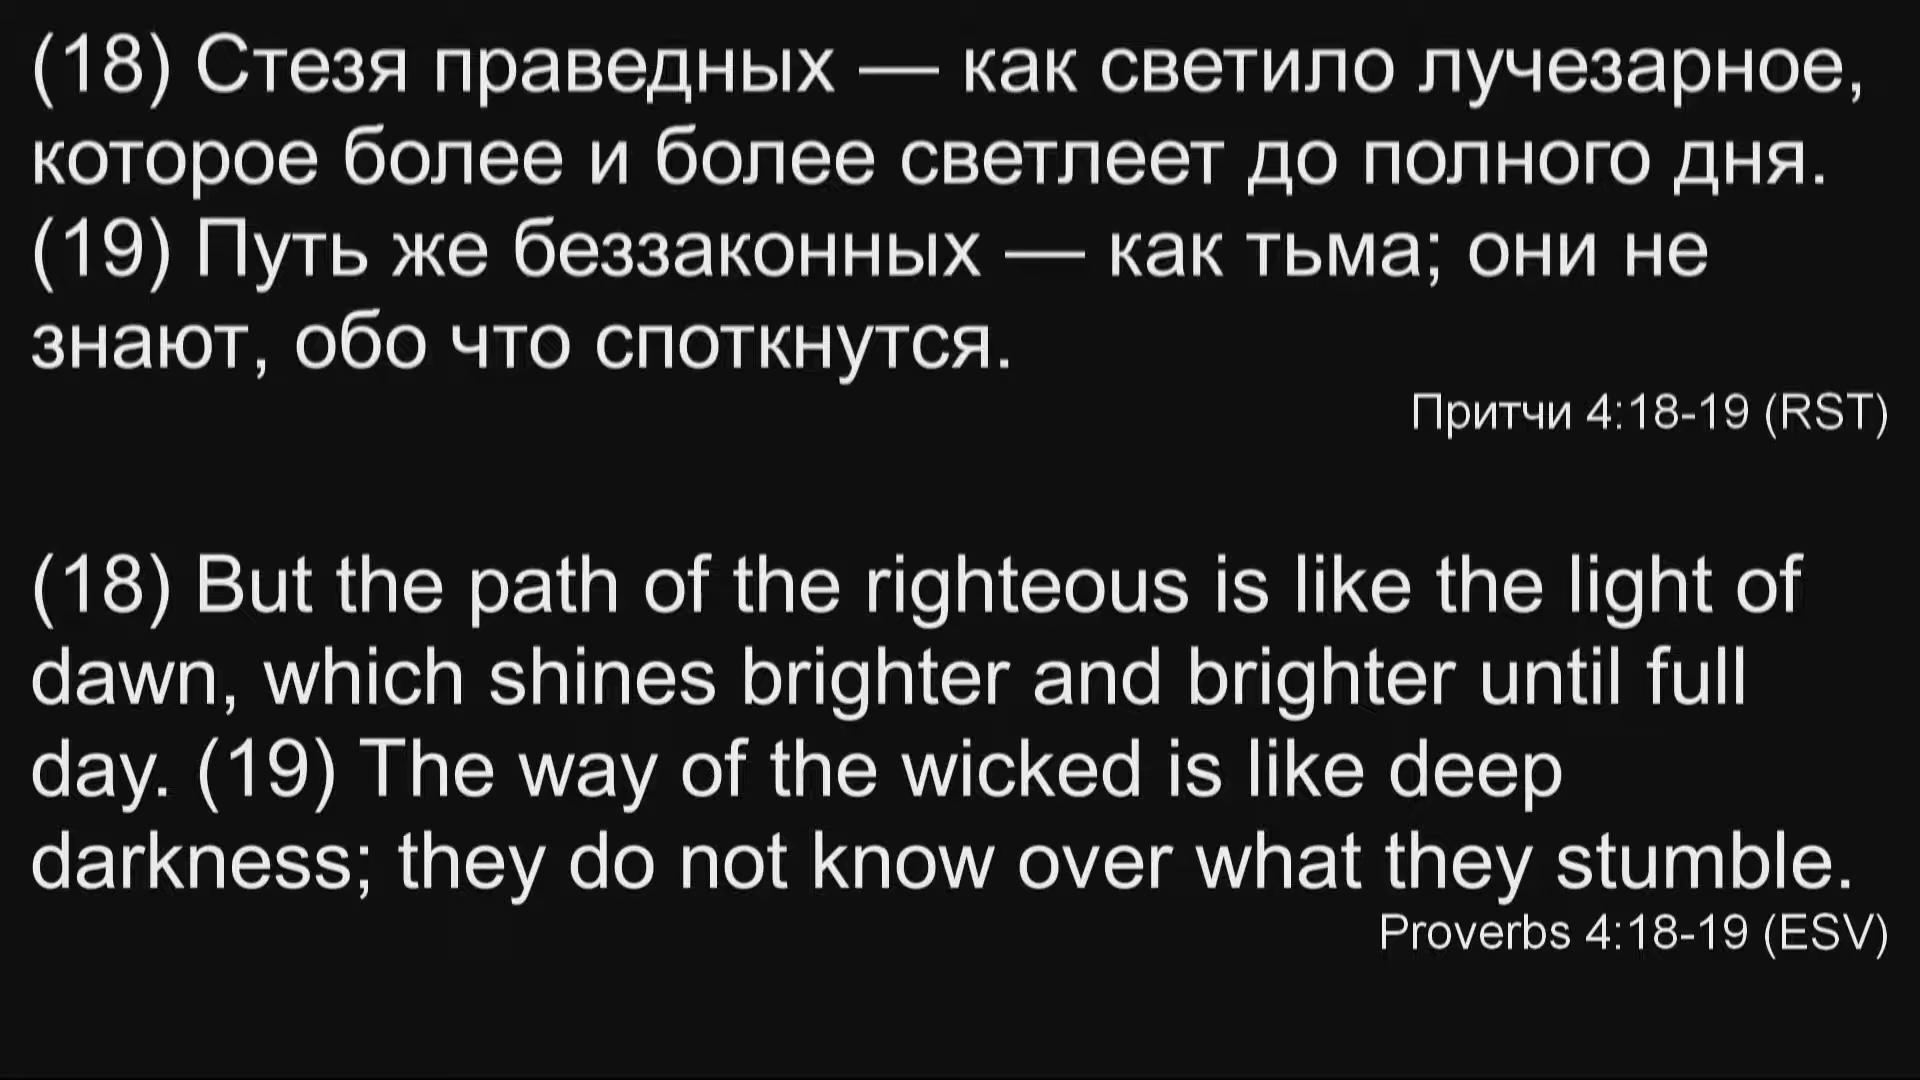 (18) Стезя праведных — как светило лучезарное,
которое более и более светлеет до полного дня.
(19) Путь же беззаконных — как тьма; они не
знают, обо что споткнутся.
Притчи 4:18-19 (RST)
(18) But the path of the righteous is like the light of
dawn, which shines brighter and brighter until full
day. (19) The way of the wicked is like deep
darkness; they do not know over what they stumble.
Proverbs 4:18-19 (ESV)